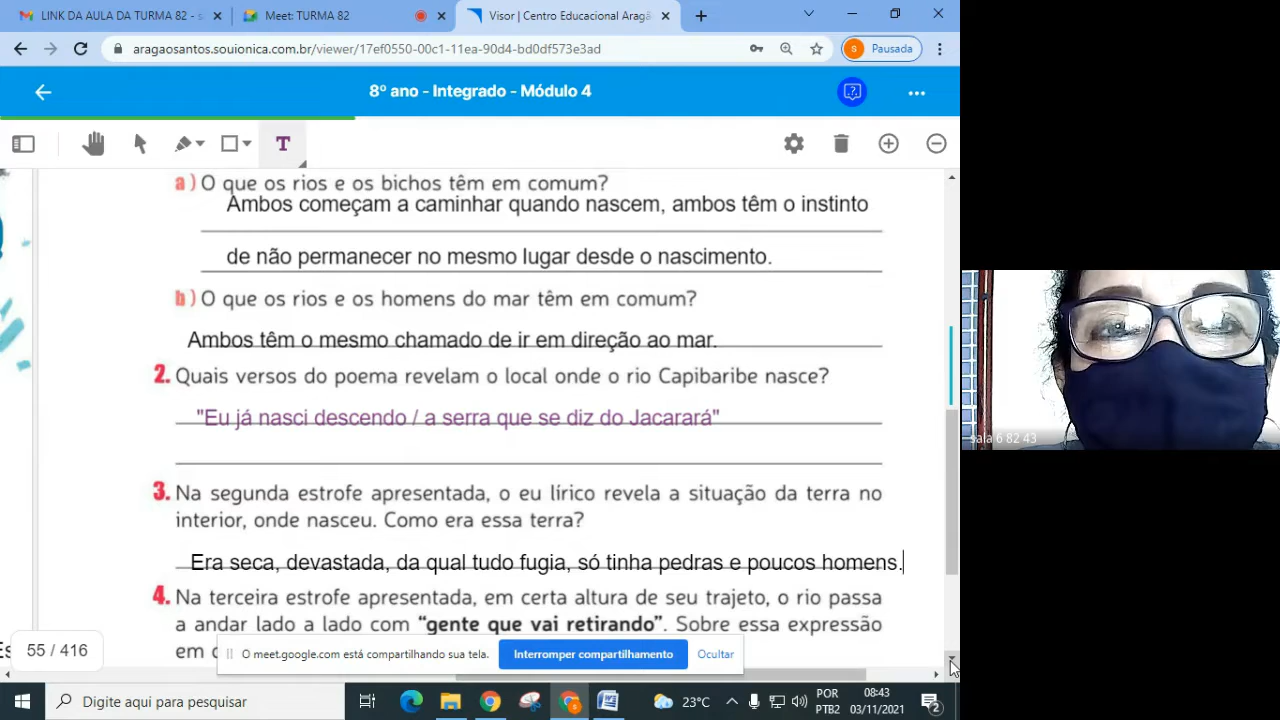 LINK DA AULA DA TURMA 82 - s
Meet: TURMA 82
Visor | Centro Educacional Aragã
aragaosantos.souionica.com.br/viewer/17ef0550-00c1-11ea-90d4-bd0df573e3ad
S
Pausada
8º ano - Integrado - Módulo 4
T
a) O que os rios e os bichos têm em comum?
Ambos começam a caminhar quando nascem, ambos têm o instinto
de não permanecer no mesmo lugar desde o nascimento.
b) O que os rios e os homens do mar têm em comum?
Ambos têm o mesmo chamado de ir em direção ao mar.
2. Quais versos do poema revelam o local onde o rio Capibaribe nasce?
"Eu já nasci descendo / a serra que se diz do Jacarará"
3. Na segunda estrofe apresentada, o eu lírico revela a situação da terra no
interior, onde nasceu. Como era essa terra?
Era seca, devastada, da qual tudo fugia, só tinha pedras e poucos homens.
4. Na terceira estrofe apresentada, em certa altura de seu trajeto, o rio passa
a andar lado a lado com “gente que vai retirando”. Sobre essa expressão
em
55 / 416
O meet.google.com está compartilhando sua tela.
Interromper compartilhamento
Ocultar
sala 6 82 43
Digite aqui para pesquisar
23°C
POR
PTB2
08:43
03/11/2021
2